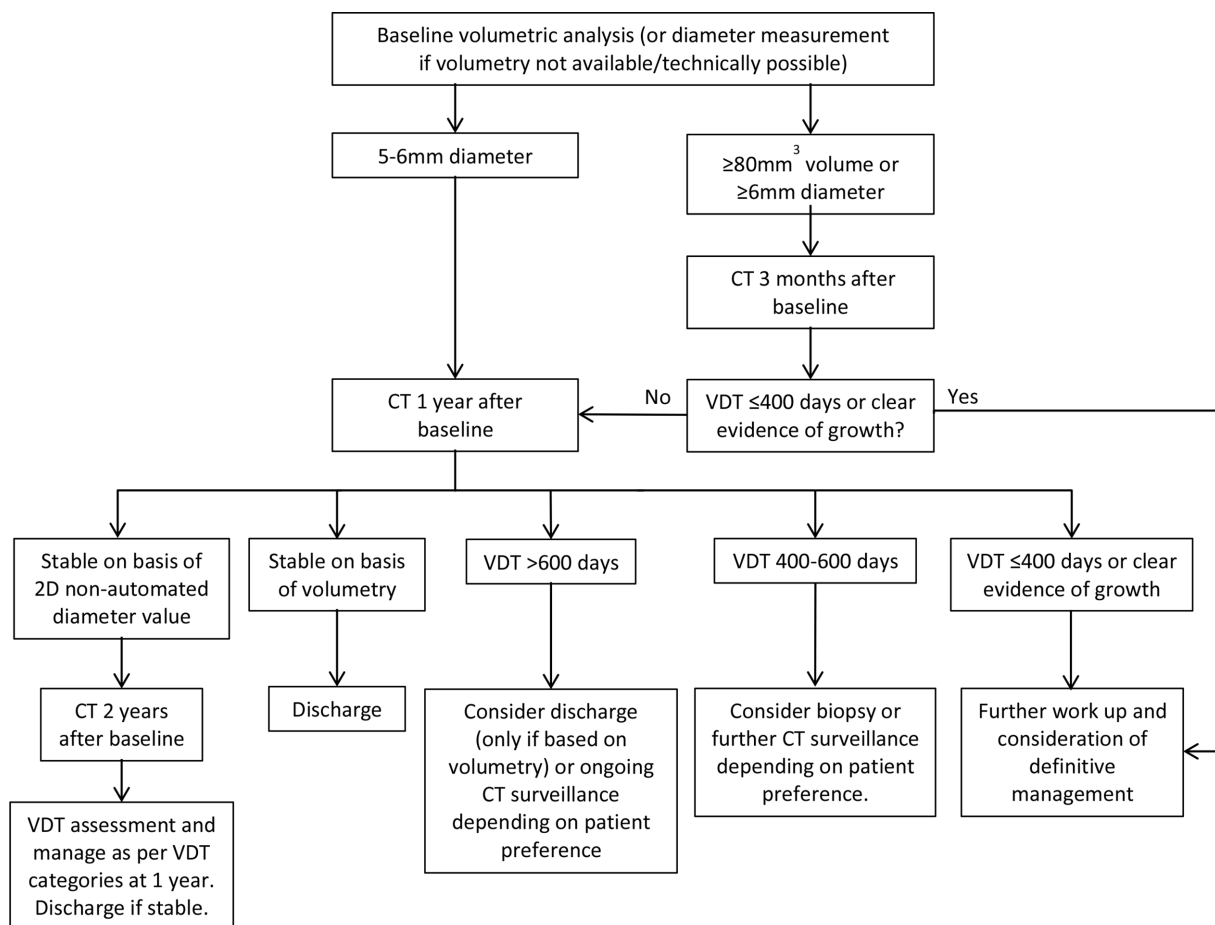 Baseline volumetric analysis (or diameter measurement
if volumetry not available/technically possible)
5-6mm diameter
≥80mm³ volume or
≥6mm diameter
CT 3 months after
baseline
CT 1 year after
baseline
No
VDT ≤400 days or clear
evidence of growth?
Yes
Stable on basis of
2D non-automated
diameter value
Stable on basis
of volumetry
VDT >600 days
VDT 400-600 days
VDT ≤400 days or clear
evidence of growth
CT 2 years
after baseline
Discharge
Consider discharge
(only if based on
volumetry) or ongoing
CT surveillance
depending on patient
preference
Consider biopsy or
further CT surveillance
depending on patient
preference.
Further work up and
consideration of
definitive
management
VDT assessment and
manage as per VDT
categories at 1 year.
Discharge if stable.